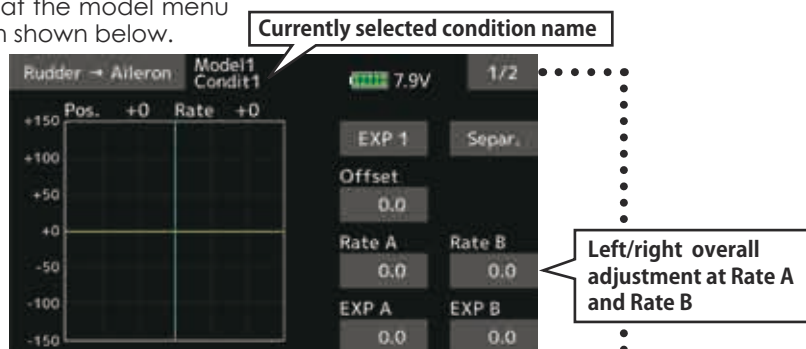 at the model menu
n shown below.
Currently selected condition name
Rudder → Aileron
Model1
Condit1
7.9V
1/2
Pos. +0 Rate +0
+150
+100
+50
+0
-50
-100
-150
EXP 1
Separ.
Offset
0.0
Rate A
Rate B
0.0
0.0
EXP A
EXP B
0.0
0.0
Left/right overall
adjustment at Rate A
and Rate B